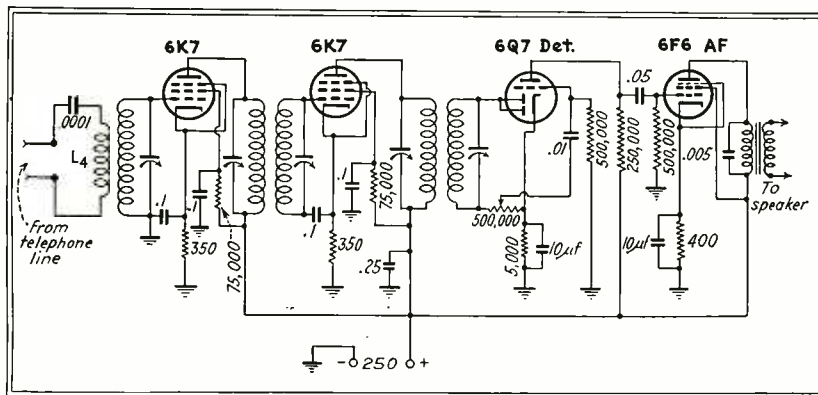 6K7
6K7
6Q7 Det.
6F6 AF
.0001
L4
From
telephone
line
.1
.1
350
75,000
.1
350
.1
75,000
.25
500,000
5,000
10µf
.01
500,000
250,000
.05
500,000
10µf
400
.005
To
speaker
- 250 +